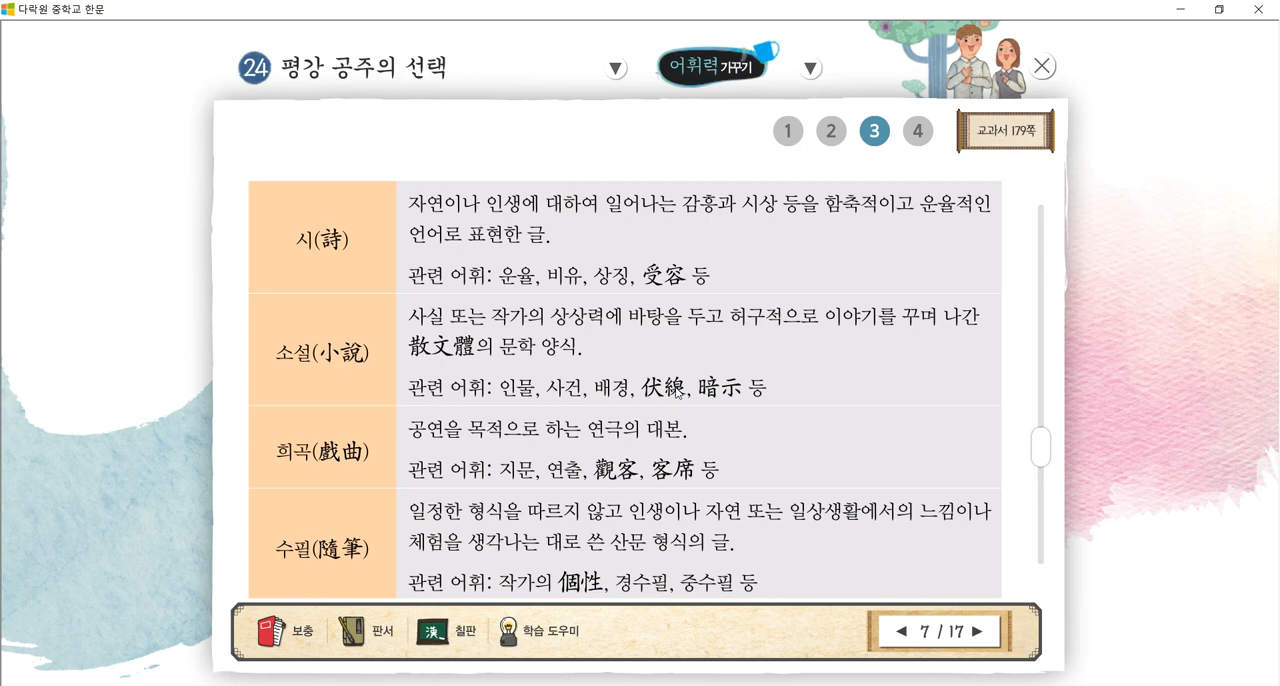 다락원 중학교 한문
24 평강 공주의 선택 ▼ 어휘력 가꾸기 ▼
1 2 3 4 교과서 179쪽
시(詩)
자연이나 인생에 대하여 일어나는 감흥과 시상 등을 함축적이고 운율적인
언어로 표현한 글.
관련 어휘: 운율, 비유, 상징, 受容 등
소설(小說)
사실 또는 작가의 상상력에 바탕을 두고 허구적으로 이야기를 꾸며 나간
散文體의 문학 양식.
관련 어휘: 인물, 사건, 배경, 伏線, 暗示 등
희곡(戲曲)
공연을 목적으로 하는 연극의 대본.
관련 어휘: 지문, 연출, 觀客, 客席 등
수필(隨筆)
일정한 형식을 따르지 않고 인생이나 자연 또는 일상생활에서의 느낌이나
체험을 생각나는 대로 쓴 산문 형식의 글.
관련 어휘: 작가의 個性, 경수필, 중수필 등
보충 판서 漢 칠판 학습 도우미 ◀ 7 / 17 ▶